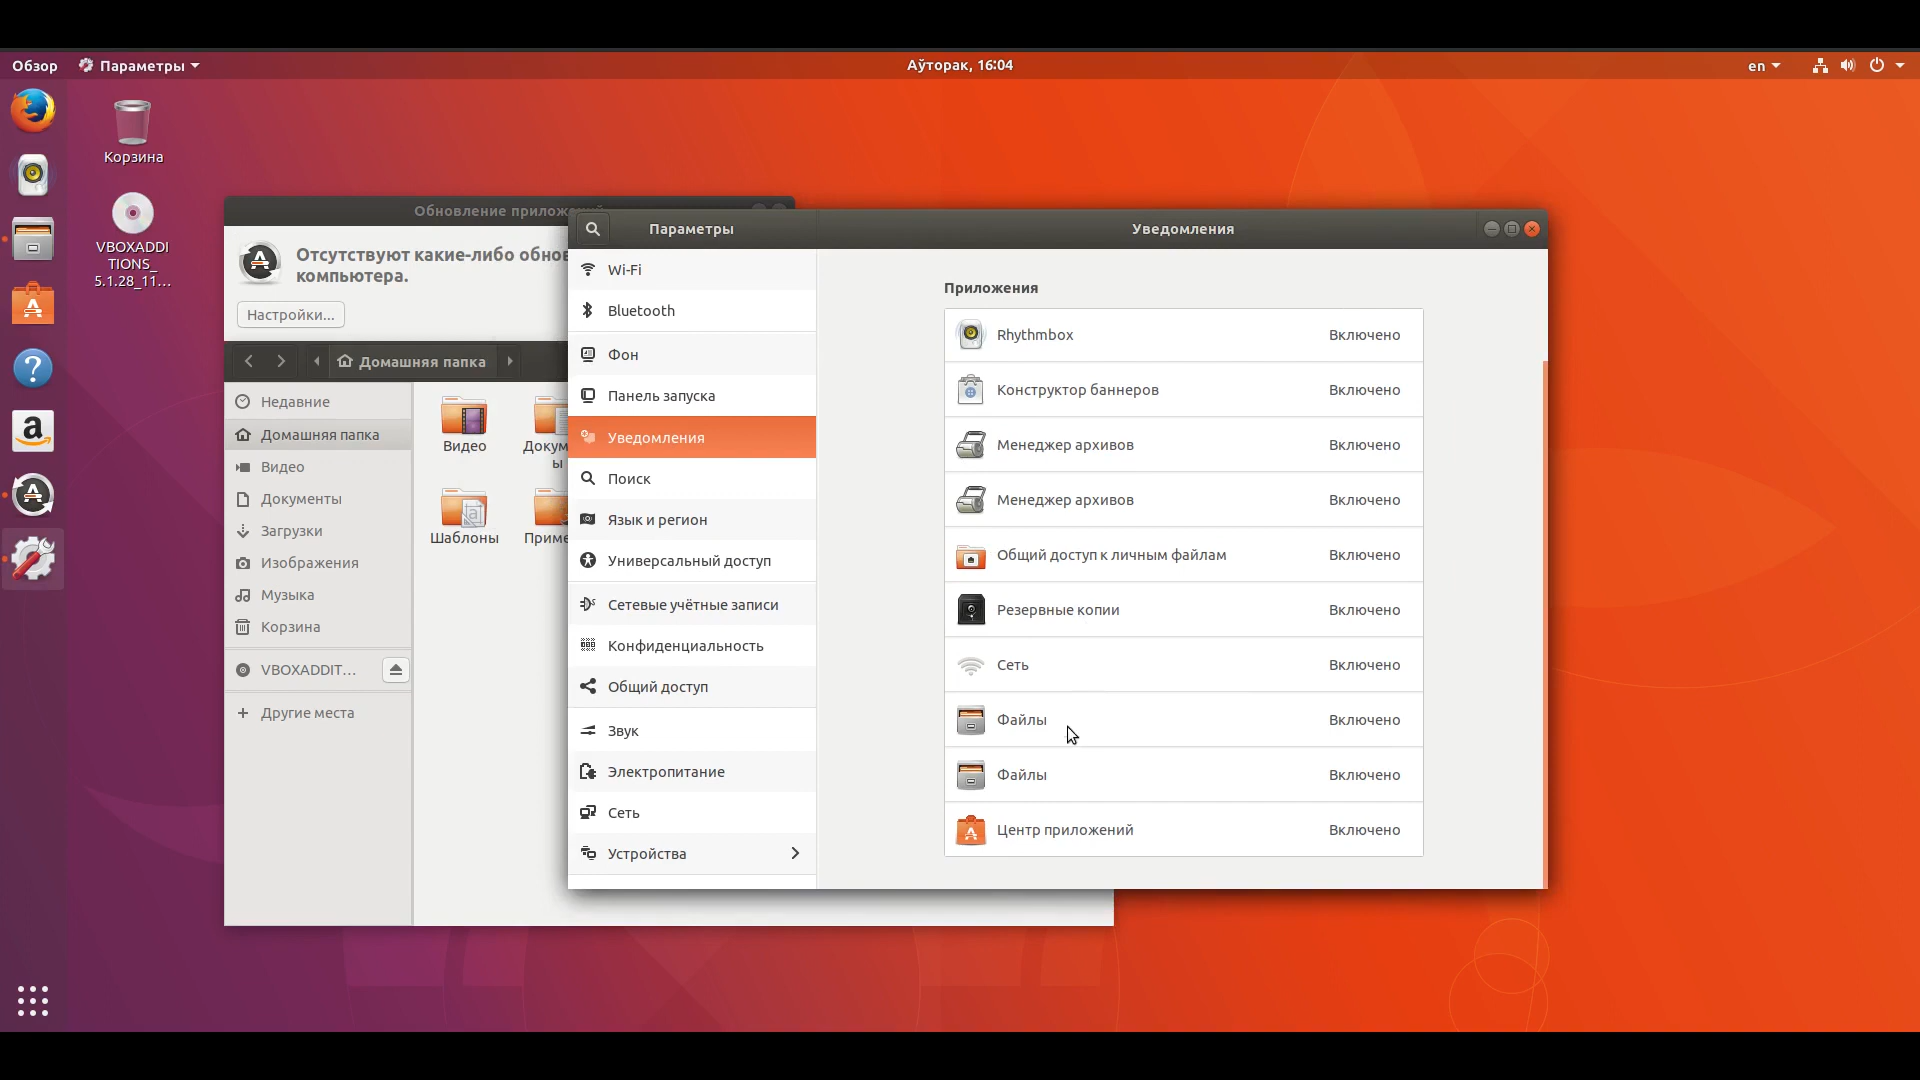 Обзор
Параметры
Аўторак, 16:04
en
Корзина
VBOXADDI
TIONS_
5.1.28_11...
Обновление
Отсутствуют какие-либо
компьютера.
Настройки...
Домашняя папка
Недавние
Домашняя папка
Видео
Документы
Загрузки
Изображения
Музыка
Корзина
VBOXADDIT...
Другие места
Видео
Шаблоны
Параметры
Wi-Fi
Bluetooth
Фон
Панель запуска
Уведомления
Поиск
Язык и регион
Универсальный доступ
Сетевые учётные записи
Конфиденциальность
Общий доступ
Звук
Электропитание
Сеть
Устройства
Уведомления
Приложения
Rhythmbox Включено
Конструктор баннеров Включено
Менеджер архивов Включено
Менеджер архивов Включено
Общий доступ к личным файлам Включено
Резервные копии Включено
Сеть Включено
Файлы Включено
Файлы Включено
Центр приложений Включено